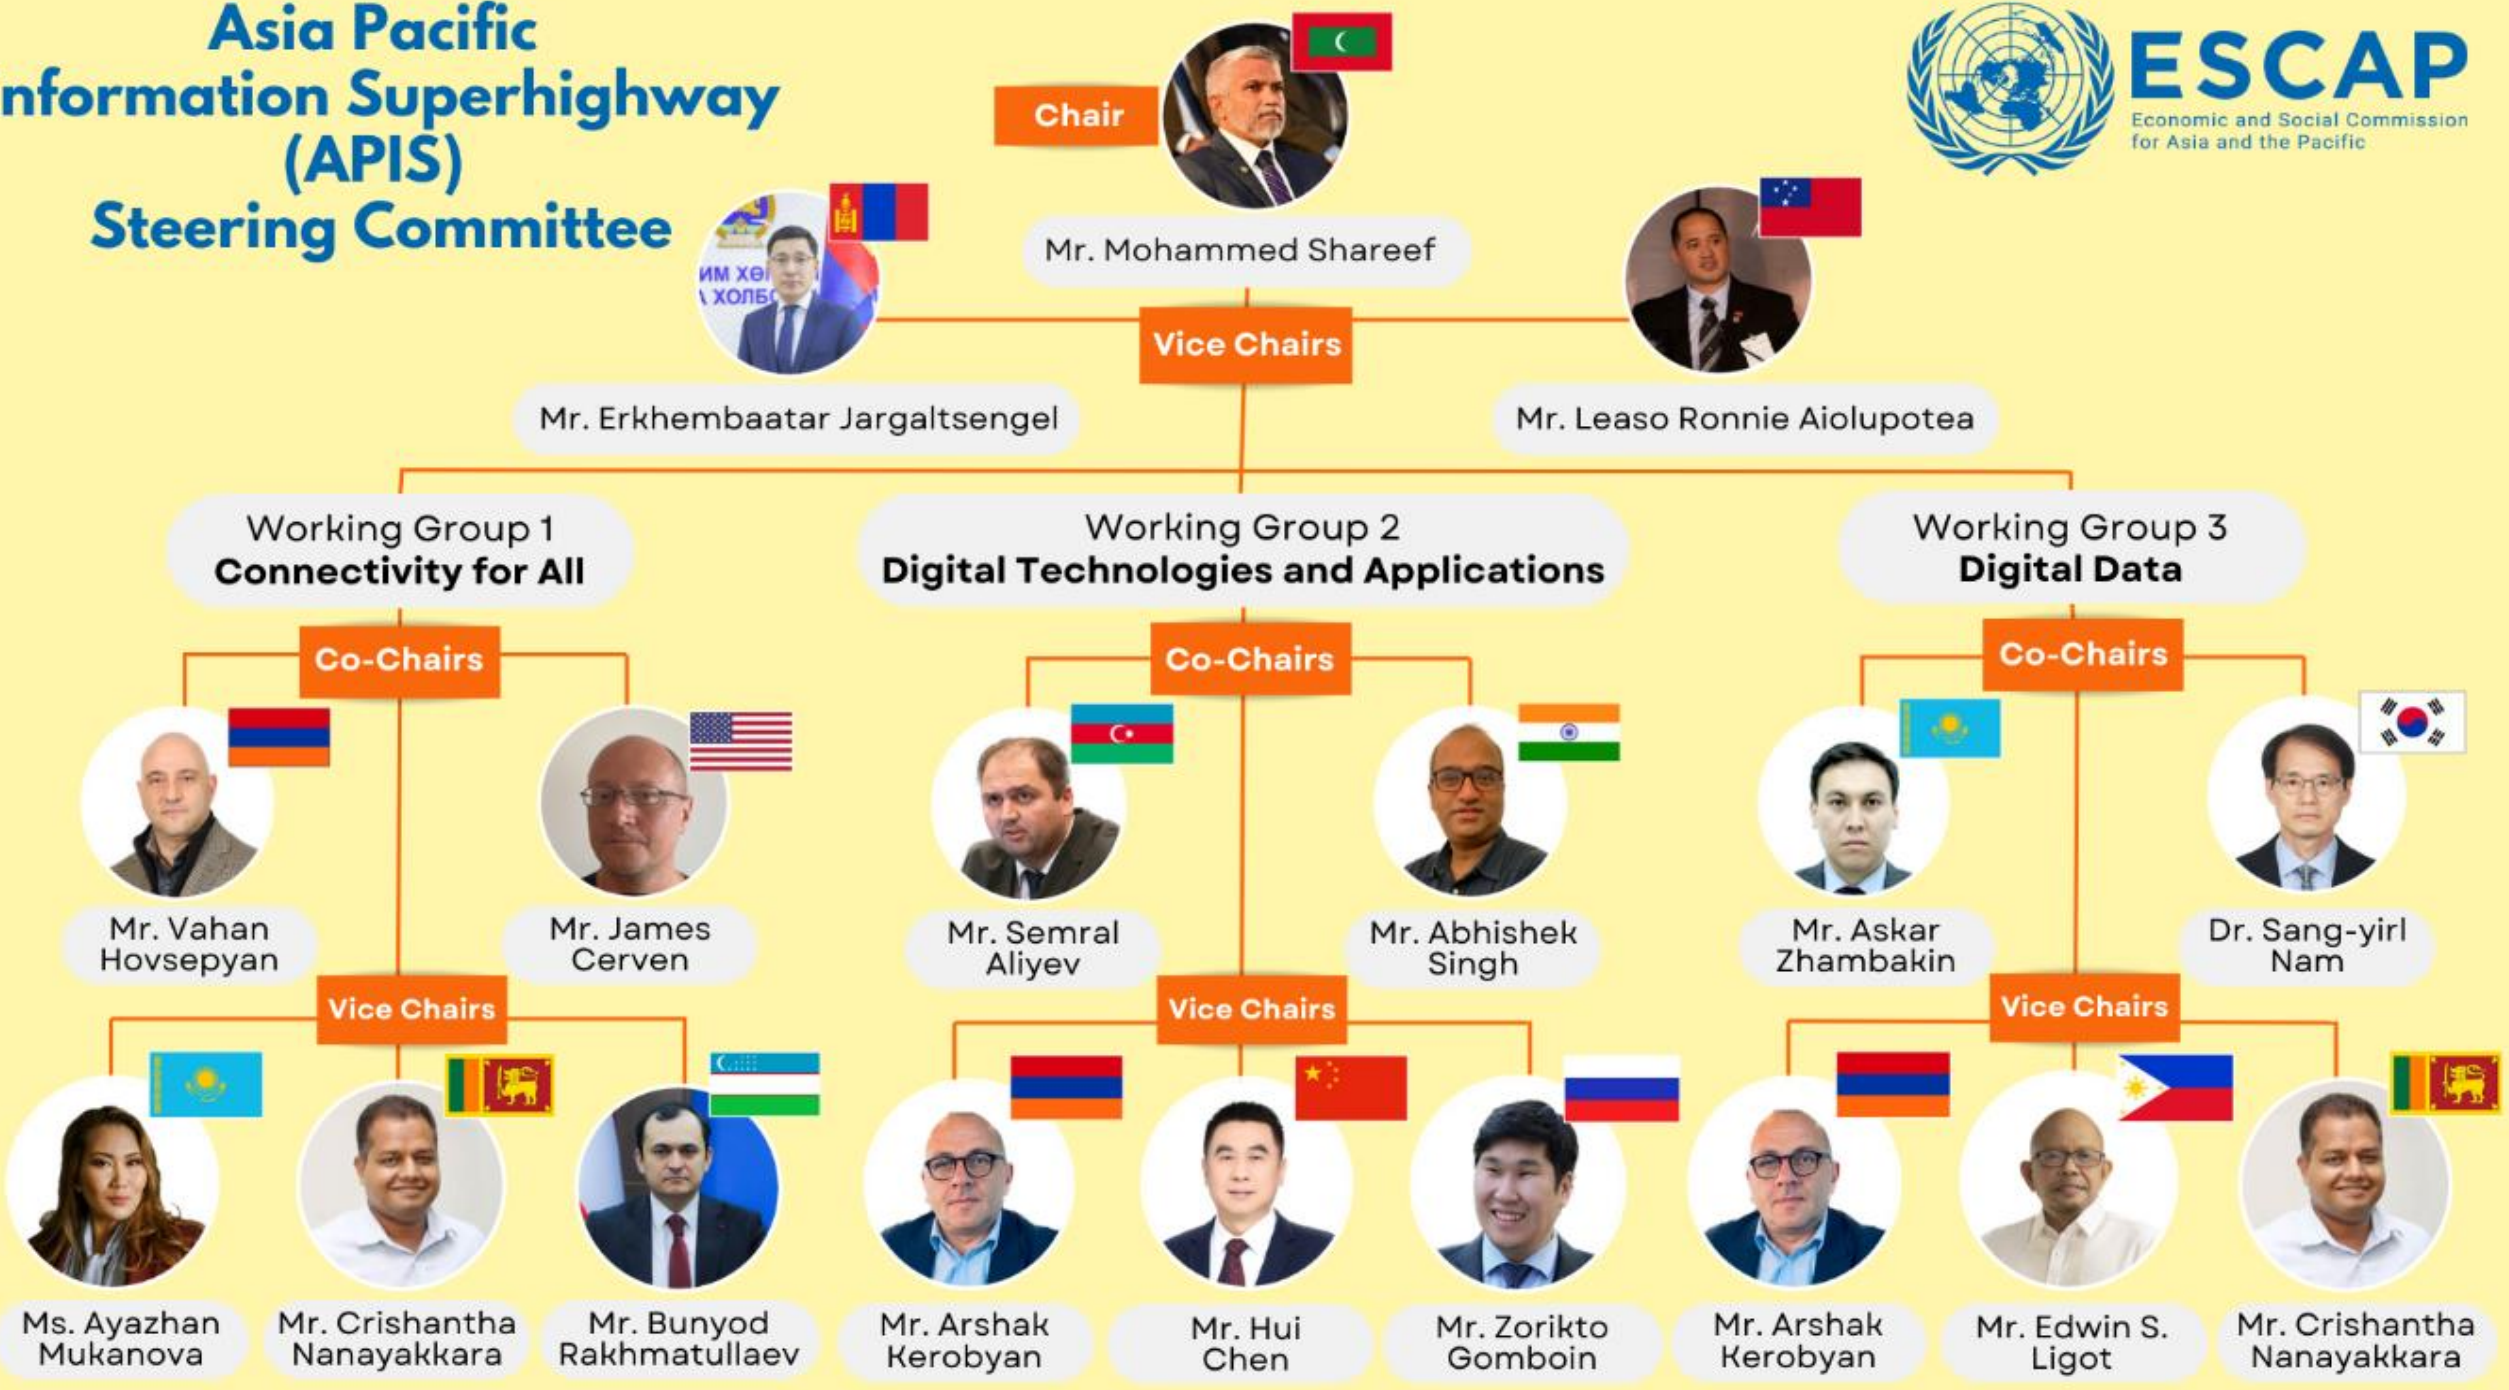 Asia Pacific
nformation Superhighway
(APIS)
Steering Committee
ESCAP
Economic and Social Commission
for Asia and the Pacific
Chair
Mr. Mohammed Shareef
ИМ ХӨ
А ХОЛБО
Vice Chairs
Mr. Erkhembaatar Jargaltsengel
Mr. Leaso Ronnie Aiolupotea
Working Group 1
Connectivity for All
Working Group 2
Digital Technologies and Applications
Working Group 3
Digital Data
Co-Chairs
Co-Chairs
Co-Chairs
Mr. Vahan
Hovsepyan
Mr. James
Cerven
Mr. Semral
Aliyev
Mr. Abhishek
Singh
Mr. Askar
Zhambakin
Dr. Sang-yirl
Nam
Vice Chairs
Vice Chairs
Vice Chairs
Ms. Ayazhan
Mukanova
Mr. Crishantha
Nanayakkara
Mr. Bunyod
Rakhmatullaev
Mr. Arshak
Kerobyan
Mr. Hui
Chen
Mr. Zorikto
Gomboin
Mr. Arshak
Kerobyan
Mr. Edwin S.
Ligot
Mr. Crishantha
Nanayakkara